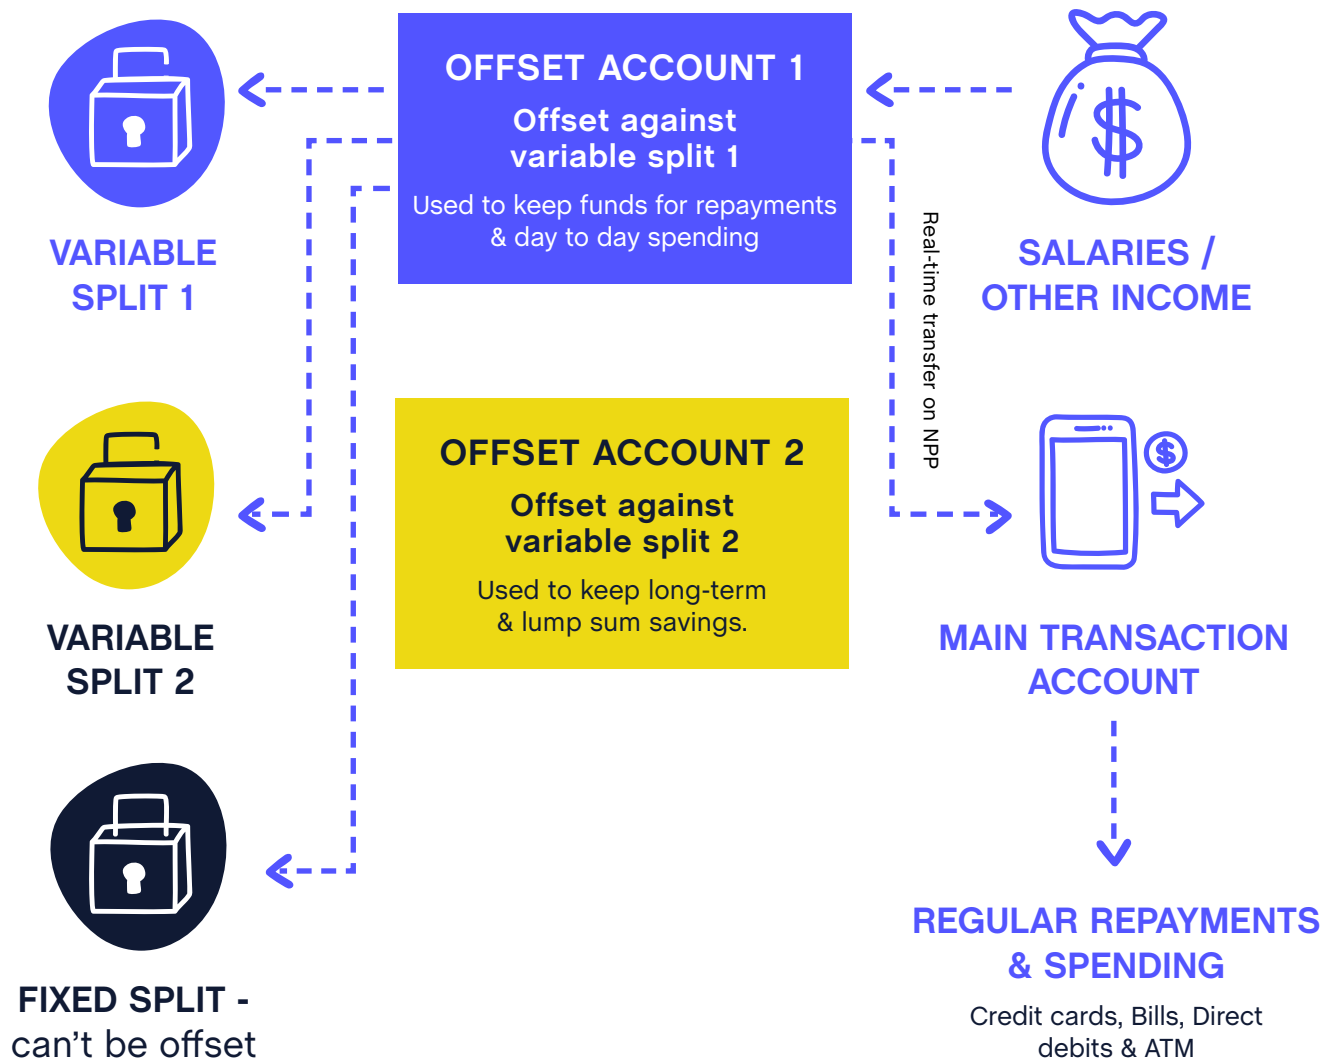 OFFSET ACCOUNT 1
Offset against
variable split 1
Used to keep funds for repayments
& day to day spending
VARIABLE
SPLIT 1
$
SALARIES /
OTHER INCOME
Real-time transfer on NPP
OFFSET ACCOUNT 2
Offset against
variable split 2
Used to keep long-term
& lump sum savings.
$
VARIABLE
SPLIT 2
MAIN TRANSACTION
ACCOUNT
REGULAR REPAYMENTS
& SPENDING
Credit cards, Bills, Direct
debits & ATM
FIXED SPLIT -
can’t be offset